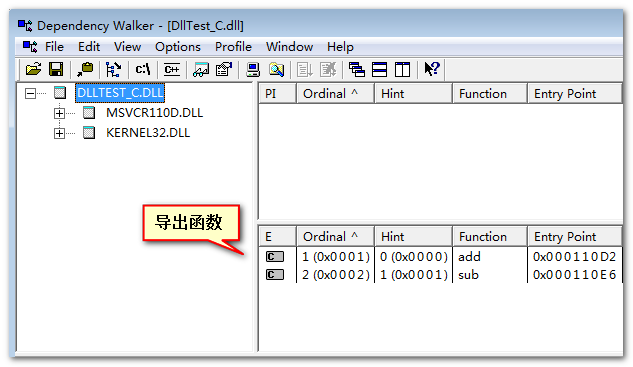 Dependency Walker - [DllTest_C.dll]
File Edit View Options Profile Window Help
C:\ C++
DLLTEST_C.DLL
MSVCR110D.DLL
KERNEL32.DLL
PI Ordinal ^ Hint Function Entry Point
导出函数
E Ordinal ^ Hint Function Entry Point
C 1 (0x0001) 0 (0x0000) add 0x000110D2
C 2 (0x0002) 1 (0x0001) sub 0x000110E6